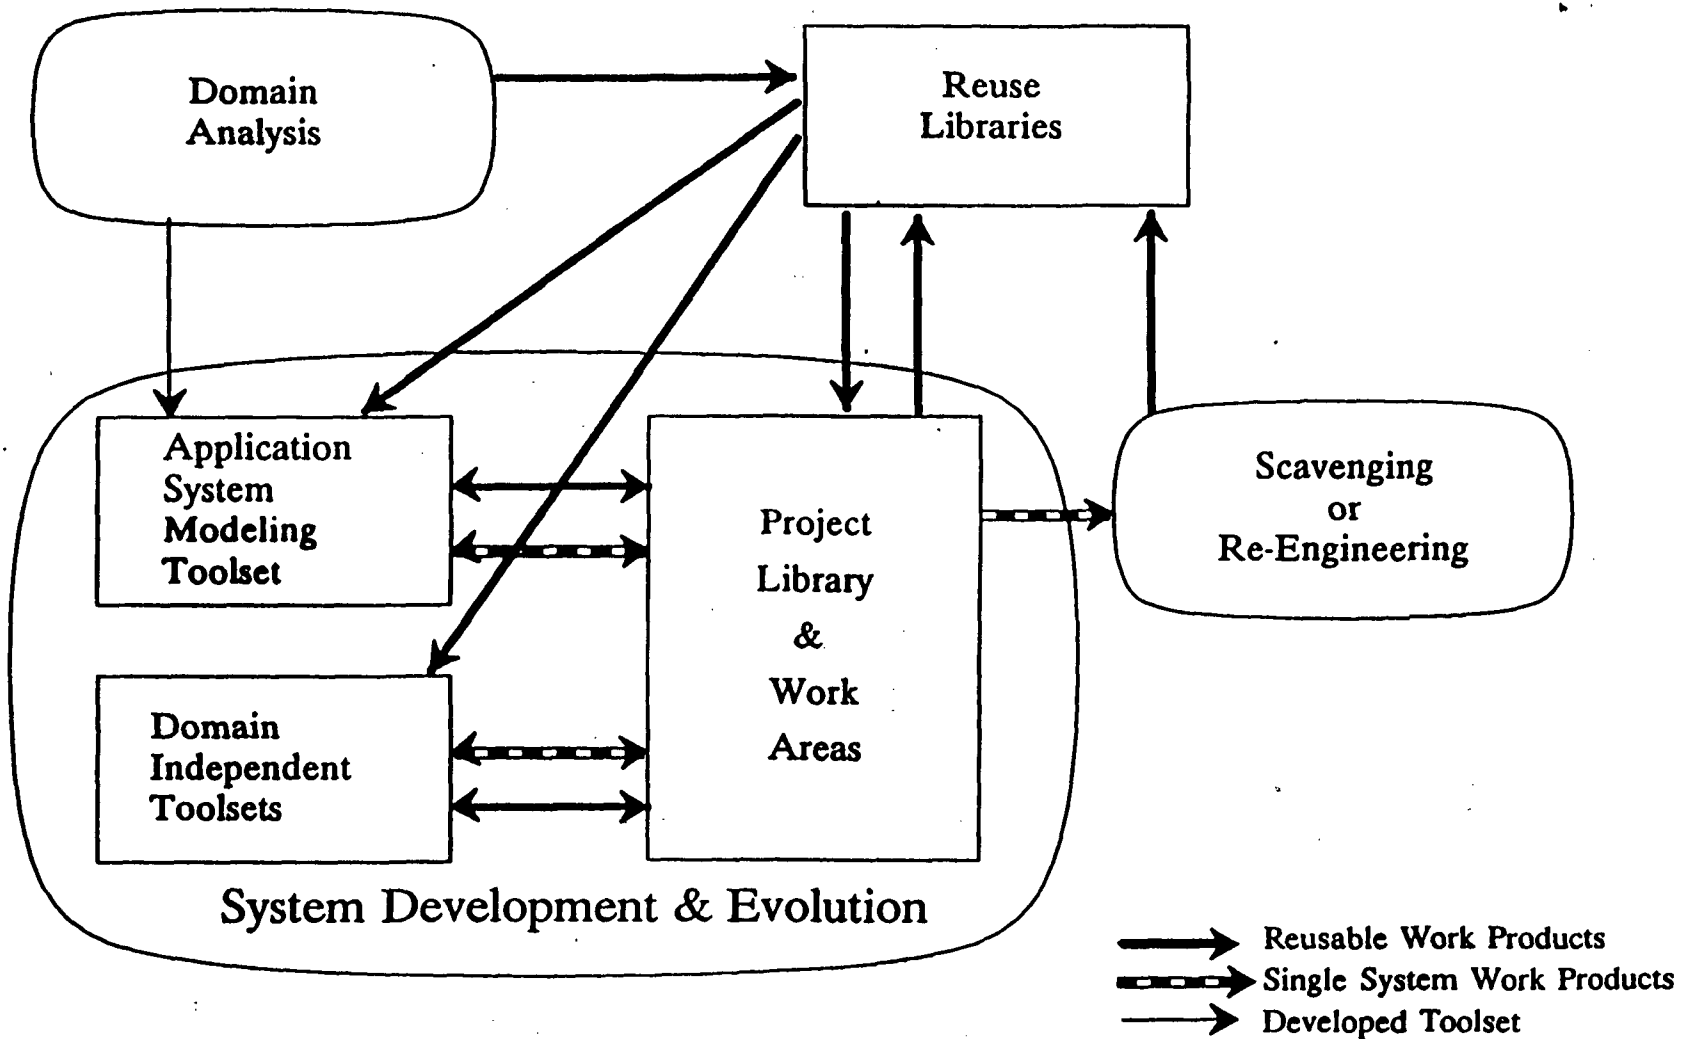 Domain
Analysis
Reuse
Libraries
Application
System
Modeling
Toolset
Project
Library
&
Work
Areas
Scavenging
or
Re-Engineering
Domain
Independent
Toolsets
System Development & Evolution
Reusable Work Products
Single System Work Products
Developed Toolset